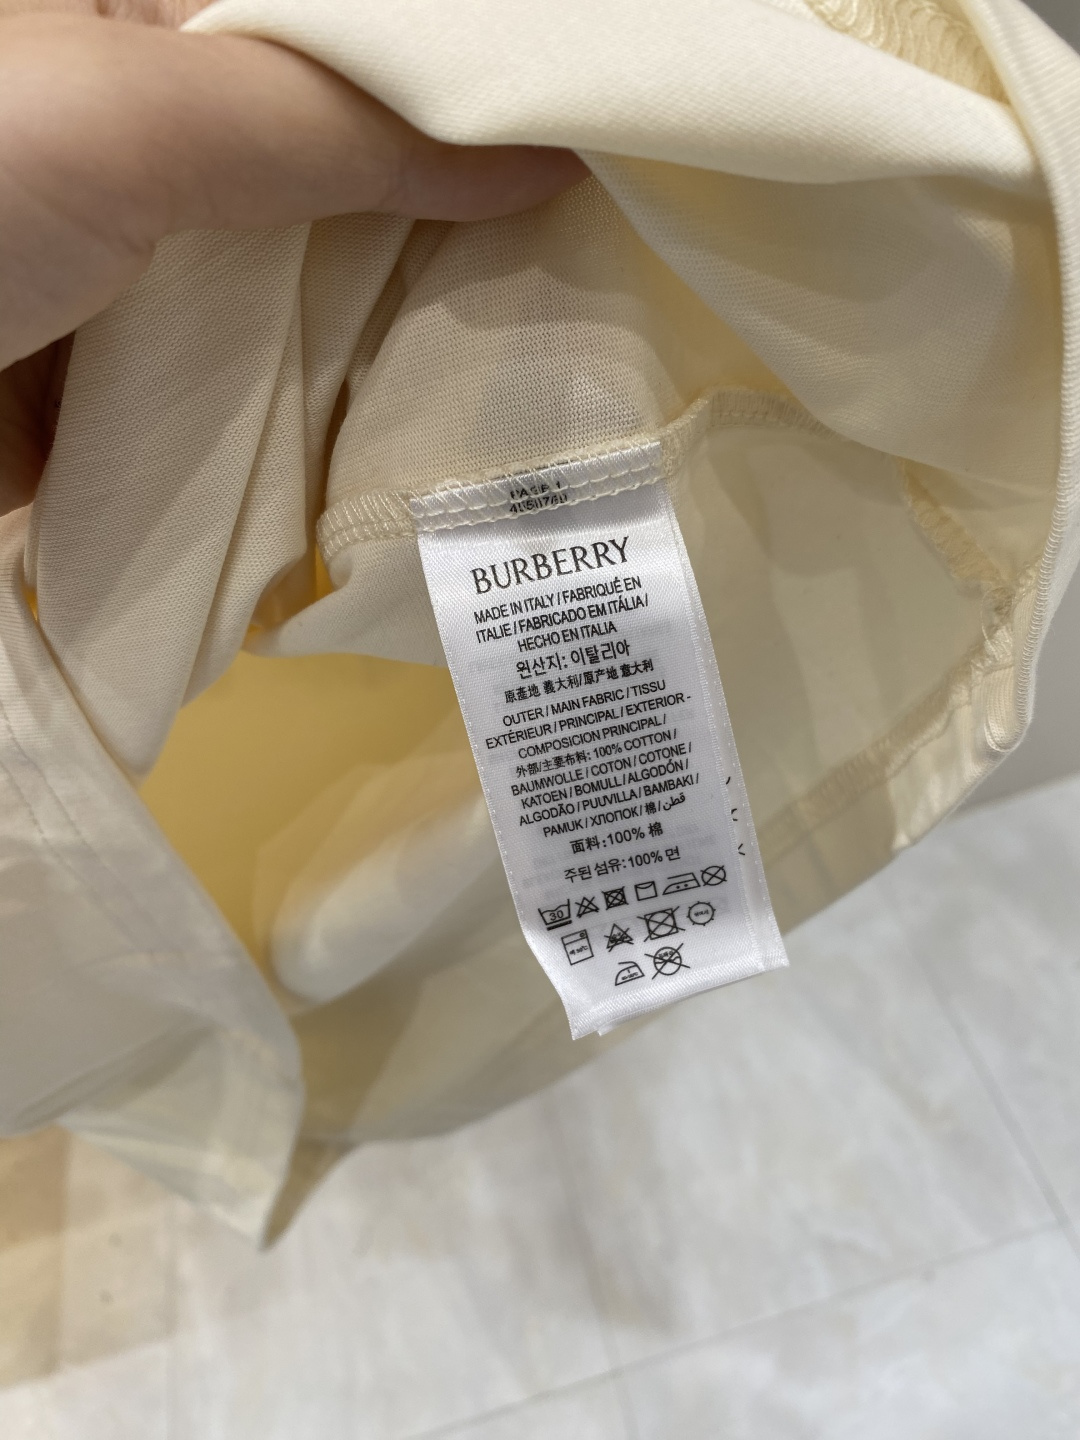 PAGE 1
BURBERRY
MADE IN ITALY / FABRIQUÉ EN
ITALIE / FABRICADO EM ITÁLIA /
HECHO EN ITALIA
원산지: 이탈리아
原產地 義大利/原产地 意大利
OUTER / MAIN FABRIC / TISSU
EXTÉRIEUR / PRINCIPAL / EXTERIOR -
COMPOSICION PRINCIPAL /
外部/主要布料: 100% COTTON /
BAUMWOLLE / COTON / COTONE /
KATOEN / BOMULL / ALGODÓN /
ALGODÃO / PUUVILLA / BAMBAKI /
PAMUK / ХЛОПОК / 棉 / قطن
面料: 100% 棉
주된 섬유: 100% 면
30